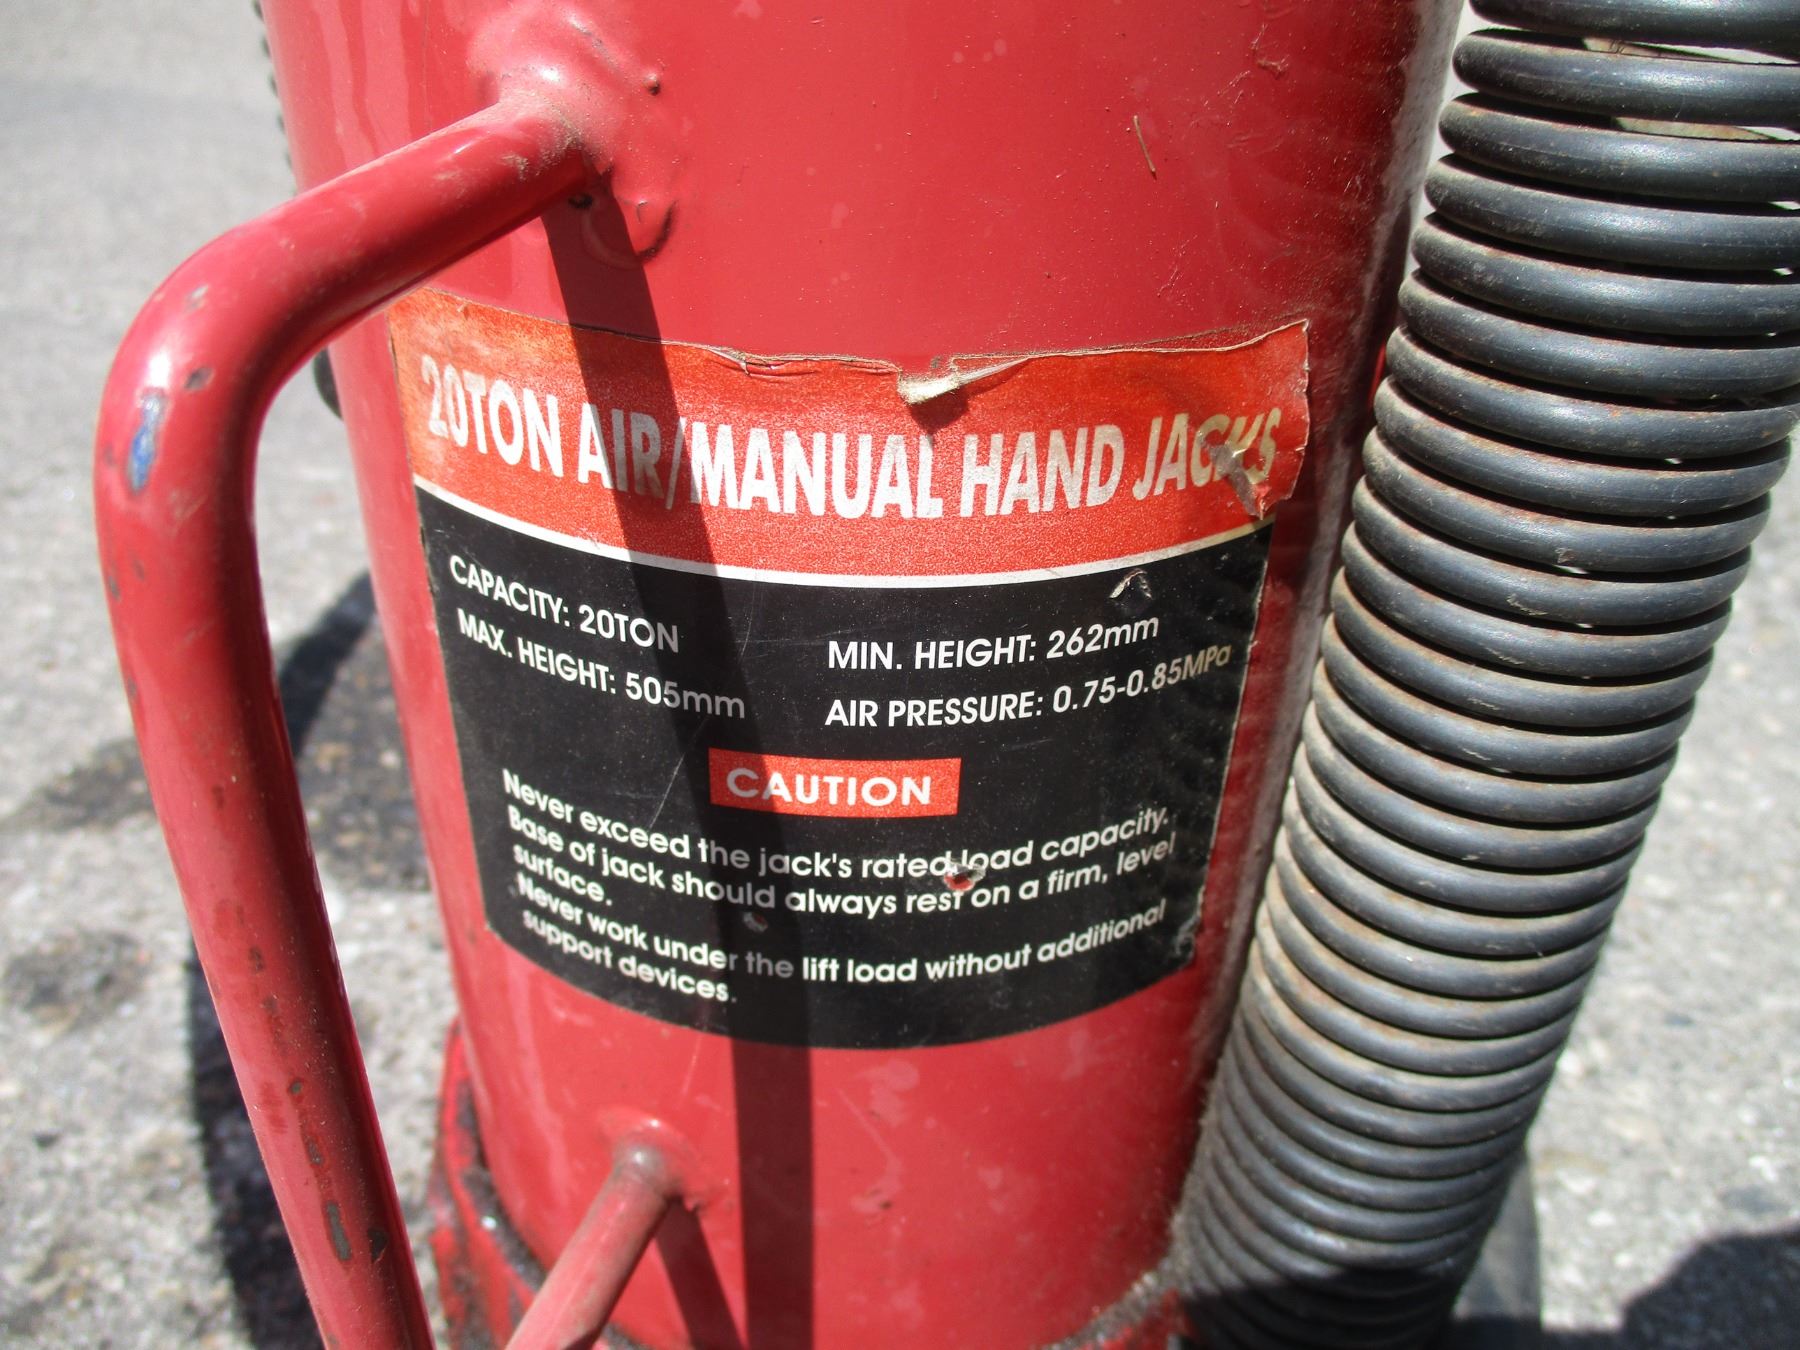 20TON AIR/MANUAL HAND JACKS
CAPACITY: 20TON
MAX. HEIGHT: 505mm
MIN. HEIGHT: 262mm
AIR PRESSURE: 0.75-0.85MPa
CAUTION
Never exceed the jack's rated load capacity.
Base of jack should always rest on a firm, level
surface.
Never work under the lift load without additional
support devices.